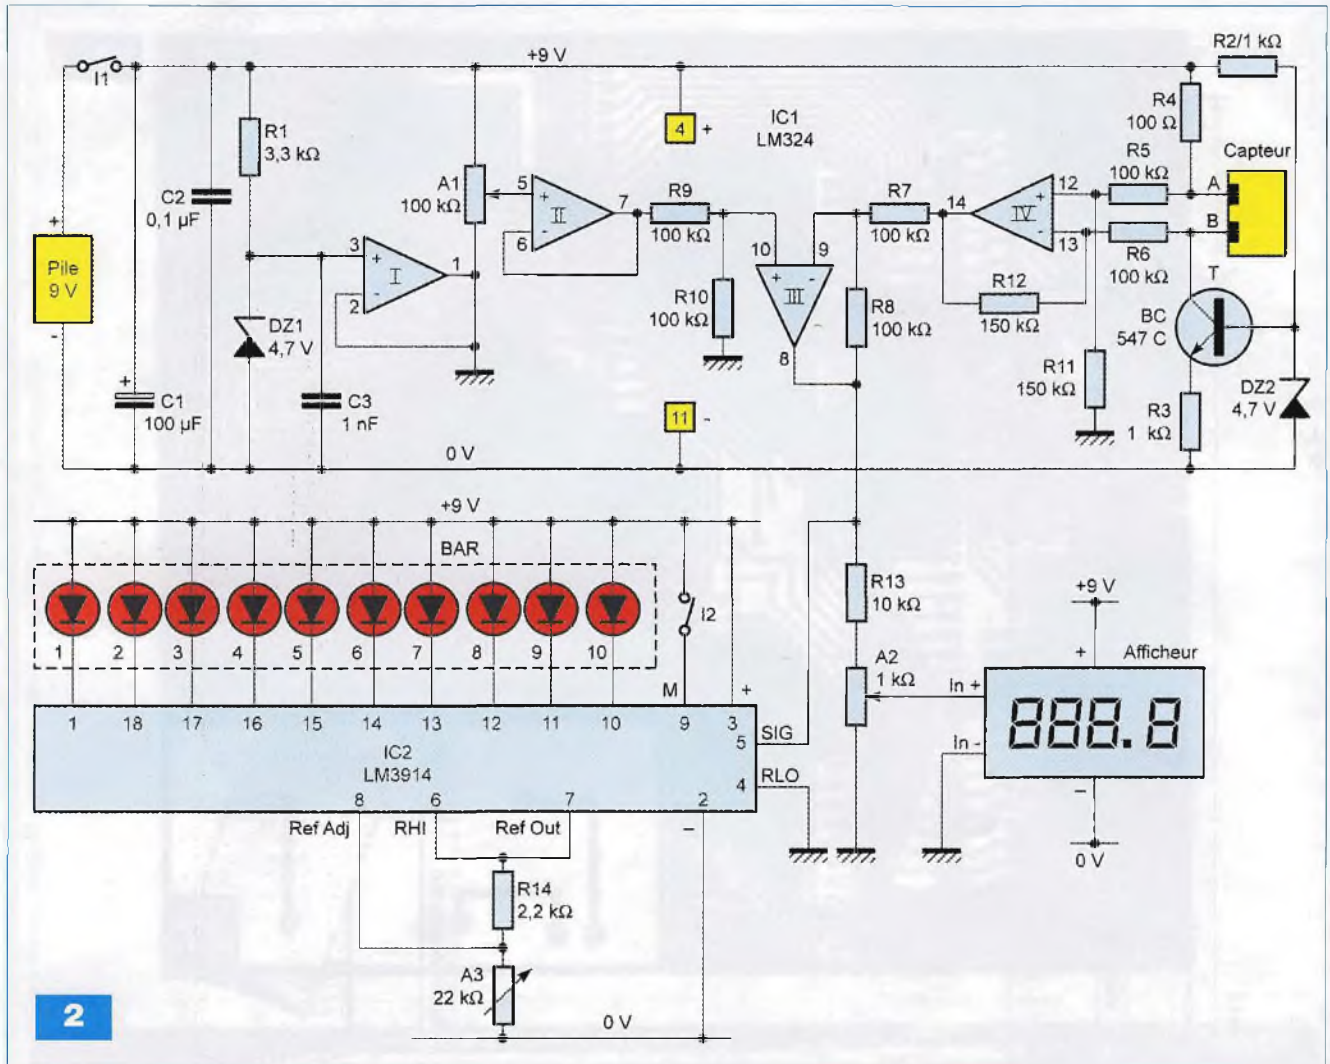 R2/1 kΩ
+9 V
I1
IC1
LM324
4
+
R4
100 Ω
R1
3,3 kΩ
R5
100 kΩ
Capteur
A
B
C2
0,1 µF
A1
100 kΩ
5
+
II
-
6
7
R9
100 kΩ
R7
100 kΩ
14
IV
+
-
12
13
R6
100 kΩ
+
Pile
9 V
-
3
+
I
-
2
1
10
9
+
-
III
8
R10
100 kΩ
R8
100 kΩ
R12
150 kΩ
T
BC
547 C
DZ1
4,7 V
R11
150 kΩ
R3
1 kΩ
DZ2
4,7 V
+
C1
100 µF
C3
1 nF
11
-
0 V
+9 V
BAR
1
2
3
4
5
6
7
8
9
10
I2
M
+
R13
10 kΩ
+9 V
+
Afficheur
A2
1 kΩ
In +
In -
888.8
−
0 V
1
18
17
16
15
14
13
12
11
10
9
3
5
SIG
IC2
LM3914
4
RLO
8
6
7
2
Ref Adj
RHI
Ref Out
−
R14
2,2 kΩ
A3
22 kΩ
0 V
2